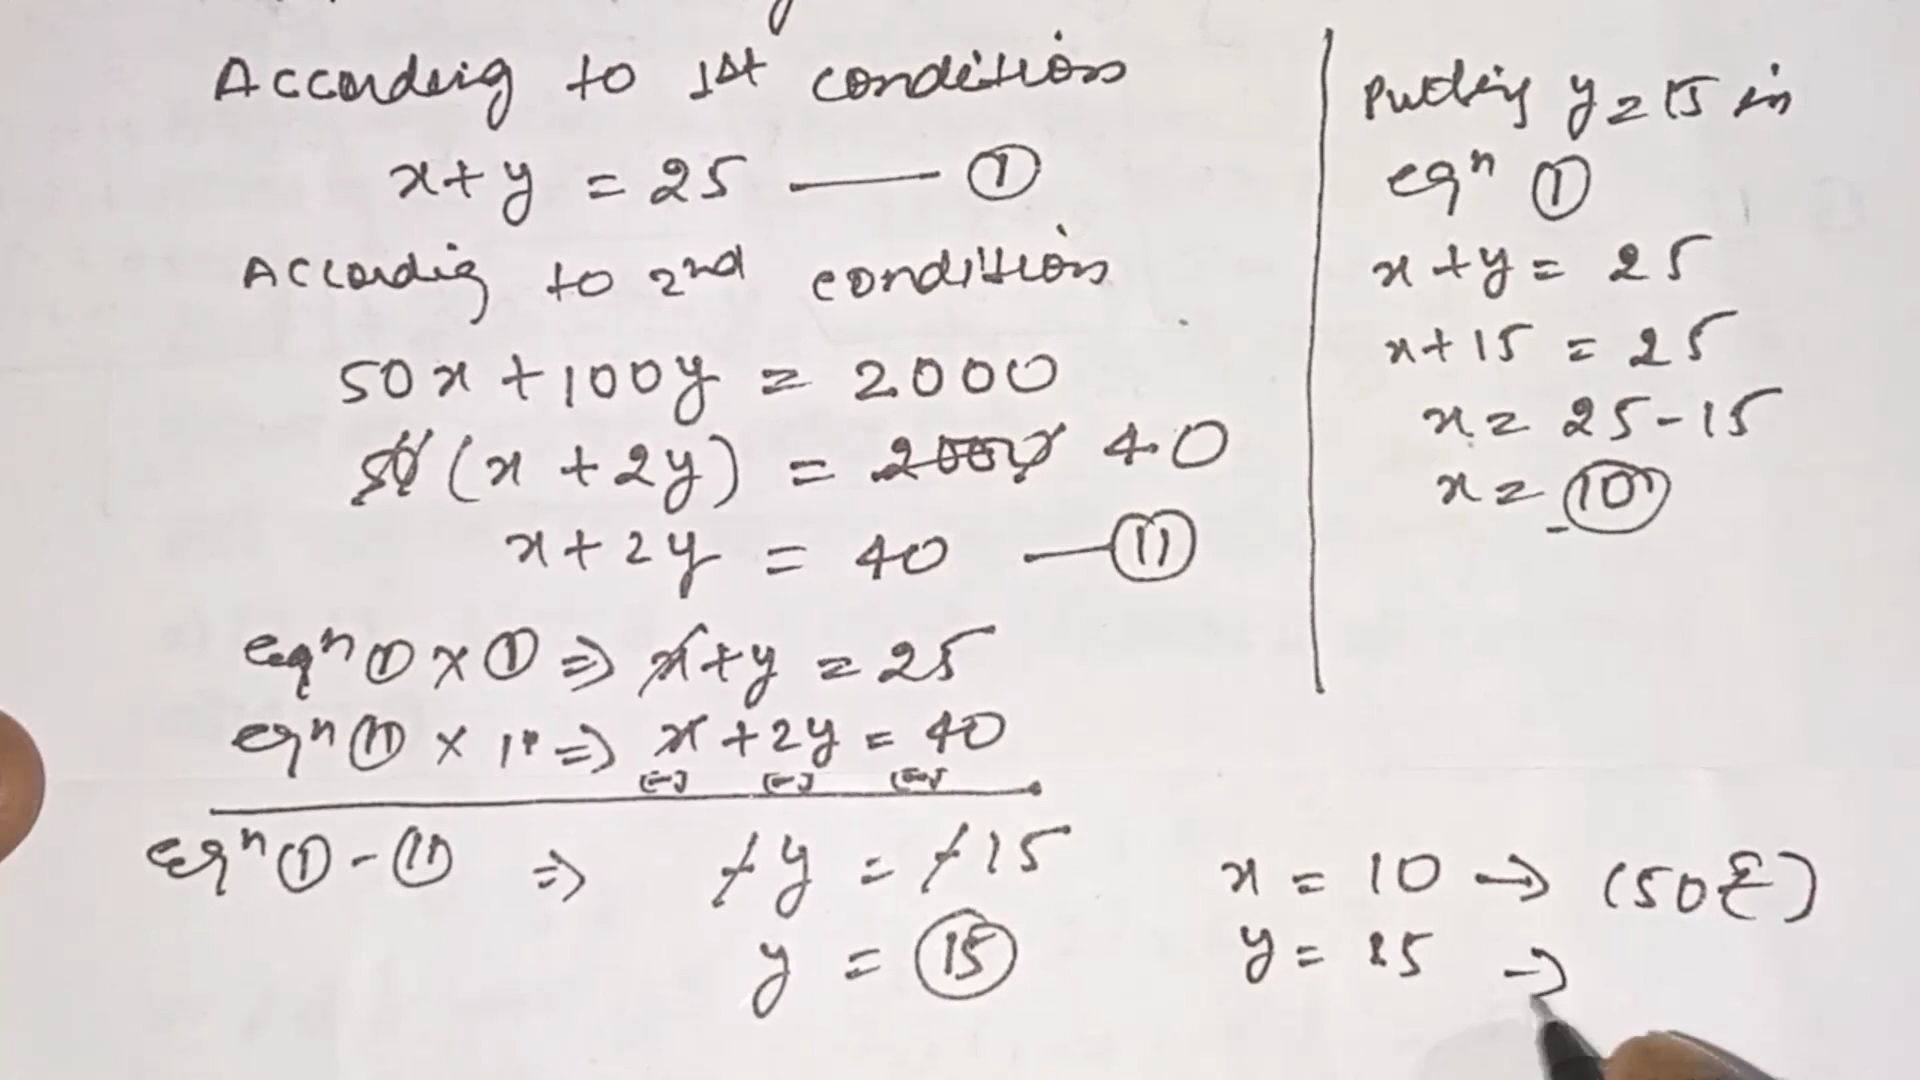 According to 1st condition
x+y = 25 —— ①
According to 2nd condition
50x + 100y = 2000
50 (x + 2y) = 2000 40
x + 2y = 40 — ⑪
eqⁿ ① × ① ⇒ x+y = 25
eqⁿ ⑪ × 1 ⇒ x + 2y = 40
(-) (-) (-)
eqⁿ ① - ⑪ ⇒ +y = +15
y = 15
Putting y = 15 in
eqⁿ ①
x + y = 25
x + 15 = 25
x = 25-15
x = 10
x = 10 → (50₹)
y = 15 →